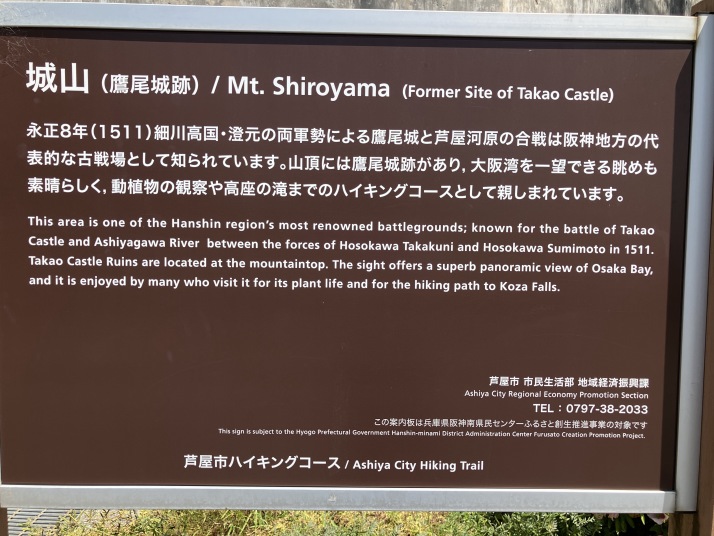 城山（鷹尾城跡）/ Mt. Shiroyama (Former Site of Takao Castle)
永正8年（1511）細川高国・澄元の両軍勢による鷹尾城と芦屋河原の合戦は阪神地方の代
表的な古戦場として知られています。山頂には鷹尾城跡があり，大阪湾を一望できる眺めも
素晴らしく，動植物の観察や高座の滝までのハイキングコースとして親しまれています。
This area is one of the Hanshin region's most renowned battlegrounds; known for the battle of Takao
Castle and Ashiyagawa River between the forces of Hosokawa Takakuni and Hosokawa Sumimoto in 1511.
Takao Castle Ruins are located at the mountaintop. The sight offers a superb panoramic view of Osaka Bay,
and it is enjoyed by many who visit it for its plant life and for the hiking path to Koza Falls.
芦屋市 市民生活部 地域経済振興課
Ashiya City Regional Economy Promotion Section
TEL：0797-38-2033
この案内板は兵庫県阪神南県民センターふるさと創生推進事業の対象です
This sign is subject to the Hyogo Prefectural Government Hanshin-minami District Administration Center Furusato Creation Promotion Project.
芦屋市ハイキングコース / Ashiya City Hiking Trail